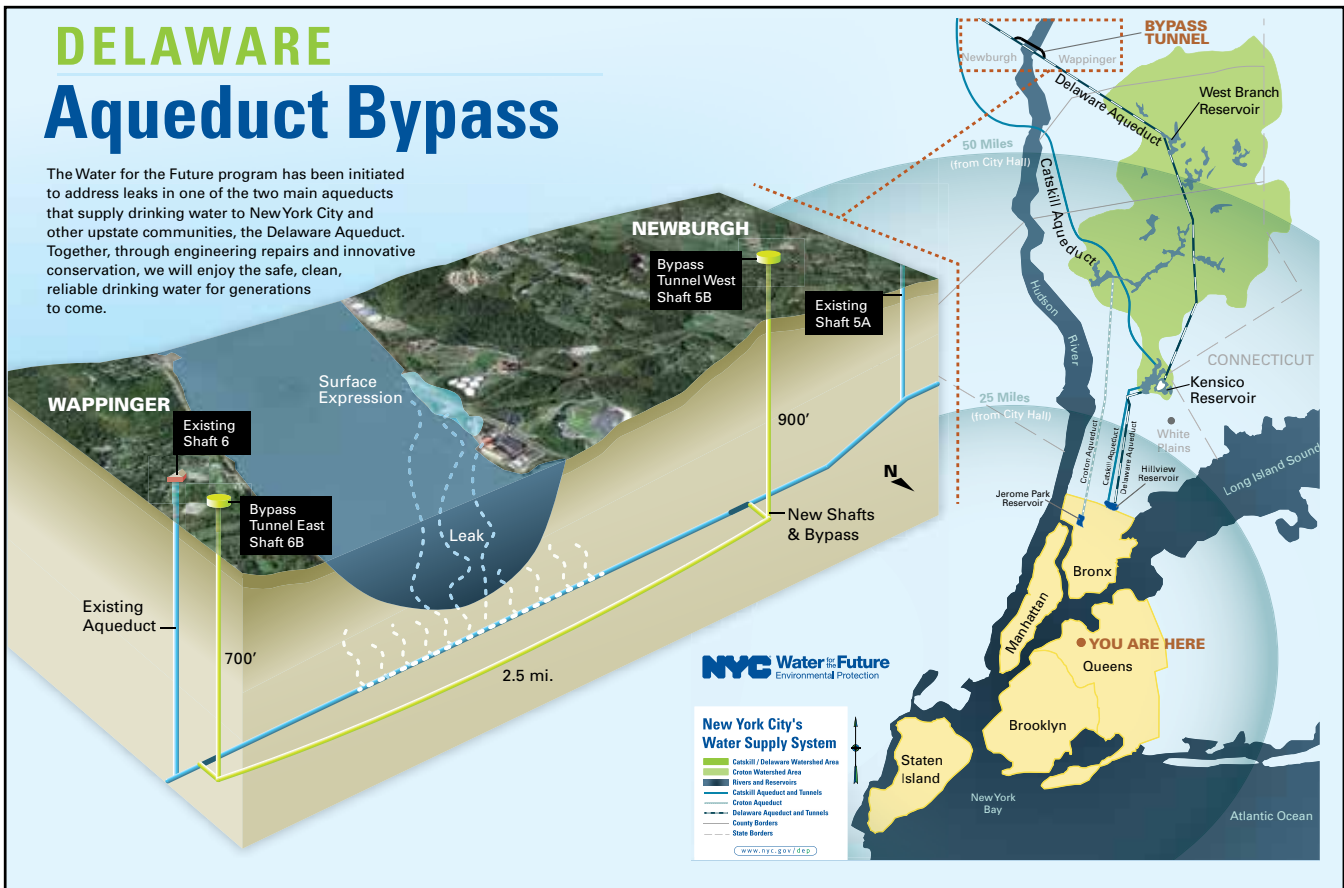 DELAWARE
Aqueduct Bypass
The Water for the Future program has been initiated
to address leaks in one of the two main aqueducts
that supply drinking water to New York City and
other upstate communities, the Delaware Aqueduct.
Together, through engineering repairs and innovative
conservation, we will enjoy the safe, clean,
reliable drinking water for generations
to come.
NEWBURGH
Bypass
Tunnel West
Shaft 5B
Existing
Shaft 5A
Surface
Expression
WAPPINGER
Existing
Shaft 6
Bypass
Tunnel East
Shaft 6B
900’
N
Leak
New Shafts
& Bypass
Existing
Aqueduct
700’
2.5 mi.
BYPASS
TUNNEL
Newburgh
Wappinger
Delaware Aqueduct
West Branch
Reservoir
50 Miles
(from City Hall)
Catskill Aqueduct
Hudson
River
CONNECTICUT
Kensico
Reservoir
25 Miles
(from City Hall)
White
Plains
Croton Aqueduct
Catskill Aqueduct
Delaware Aqueduct
Hillview
Reservoir
Long Island Sound
Jerome Park
Reservoir
Bronx
Manhattan
YOU ARE HERE
Queens
Brooklyn
Staten
Island
New York
Bay
Atlantic Ocean
NYC Water for the Future
Environmental Protection
New York City's
Water Supply System
Catskill / Delaware Watershed Area
Croton Watershed Area
Rivers and Reservoirs
Catskill Aqueduct and Tunnels
Croton Aqueduct
Delaware Aqueduct and Tunnels
County Borders
State Borders
www.nyc.gov/dep